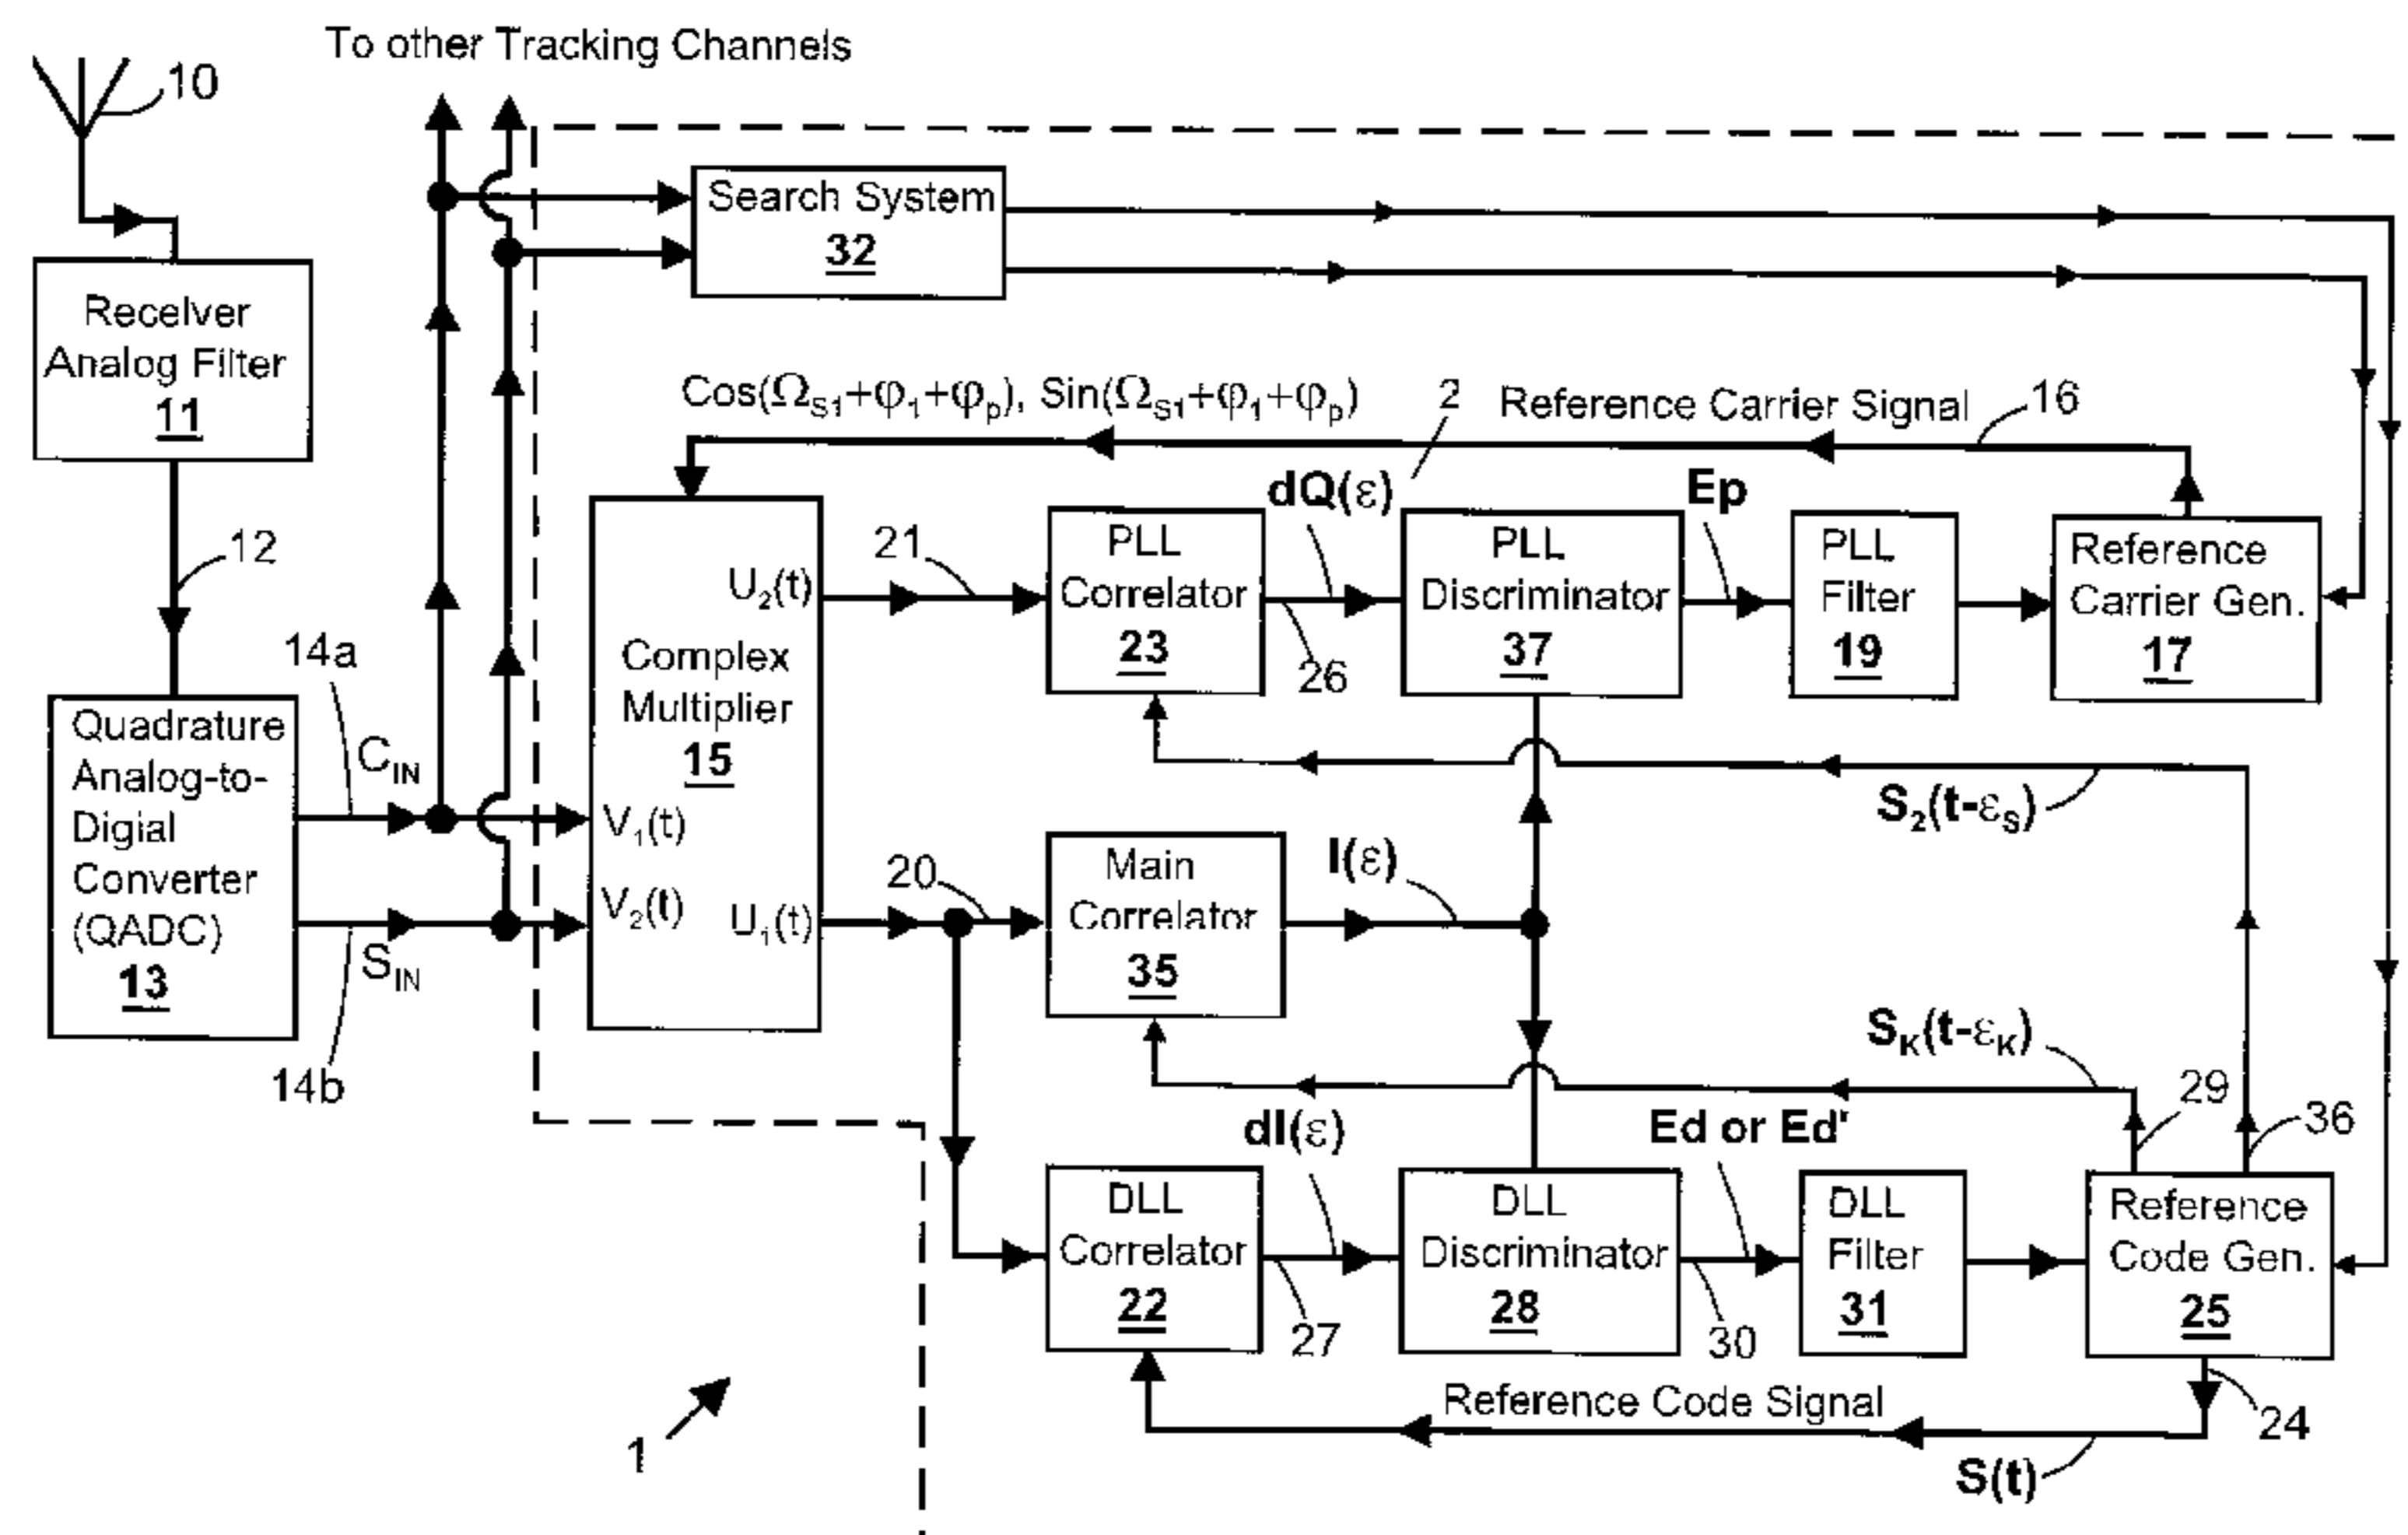 To other Tracking Channels
10
Receiver
Analog Filter
11
12
Search System
32
Cos(Ω_S1+φ_1+φ_p), Sin(Ω_S1+φ_1+φ_p)
2
Reference Carrier Signal
16
Quadrature
Analog-to-
Digial
Converter
(QADC)
13
14a
C_IN
S_IN
14b
Complex
Multiplier
15
U_2(t)
V_1(t)
V_2(t)
U_1(t)
21
PLL
Correlator
23
dQ(ε)
26
PLL
Discriminator
37
Ep
PLL
Filter
19
Reference
Carrier Gen.
17
S_2(t-ε_S)
20
Main
Correlator
35
I(ε)
S_K(t-ε_K)
29
36
DLL
Correlator
22
dI(ε)
27
DLL
Discriminator
28
Ed or Ed'
30
DLL
Filter
31
Reference
Code Gen.
25
24
Reference Code Signal
S(t)
1